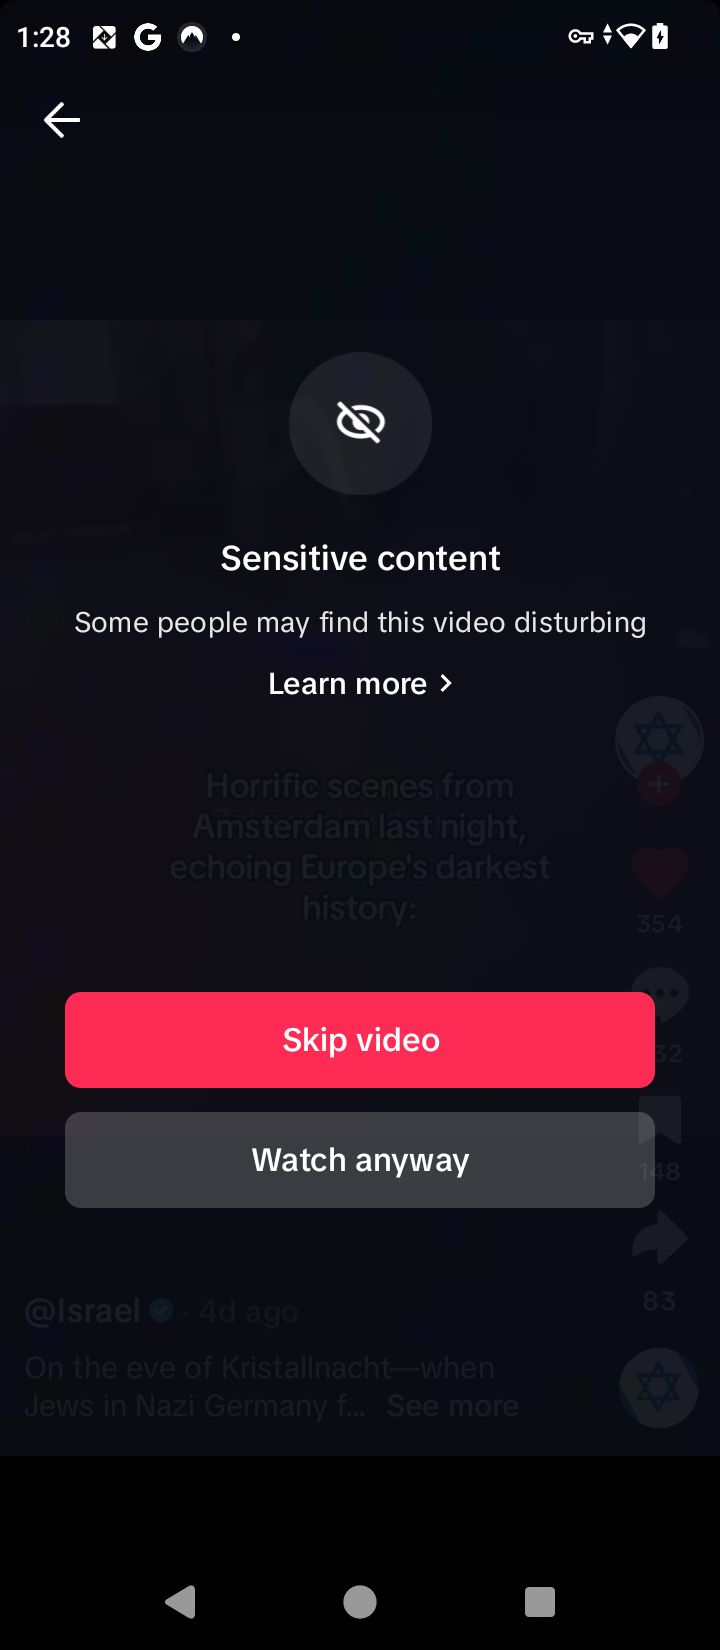 1:28
Sensitive content
Some people may find this video disturbing
Learn more
Horrific scenes from
Amsterdam last night,
echoing Europe's darkest
history:
354
Skip video
32
Watch anyway
148
83
@Israel · 4d ago
On the eve of Kristallnacht—when
Jews in Nazi Germany f... See more